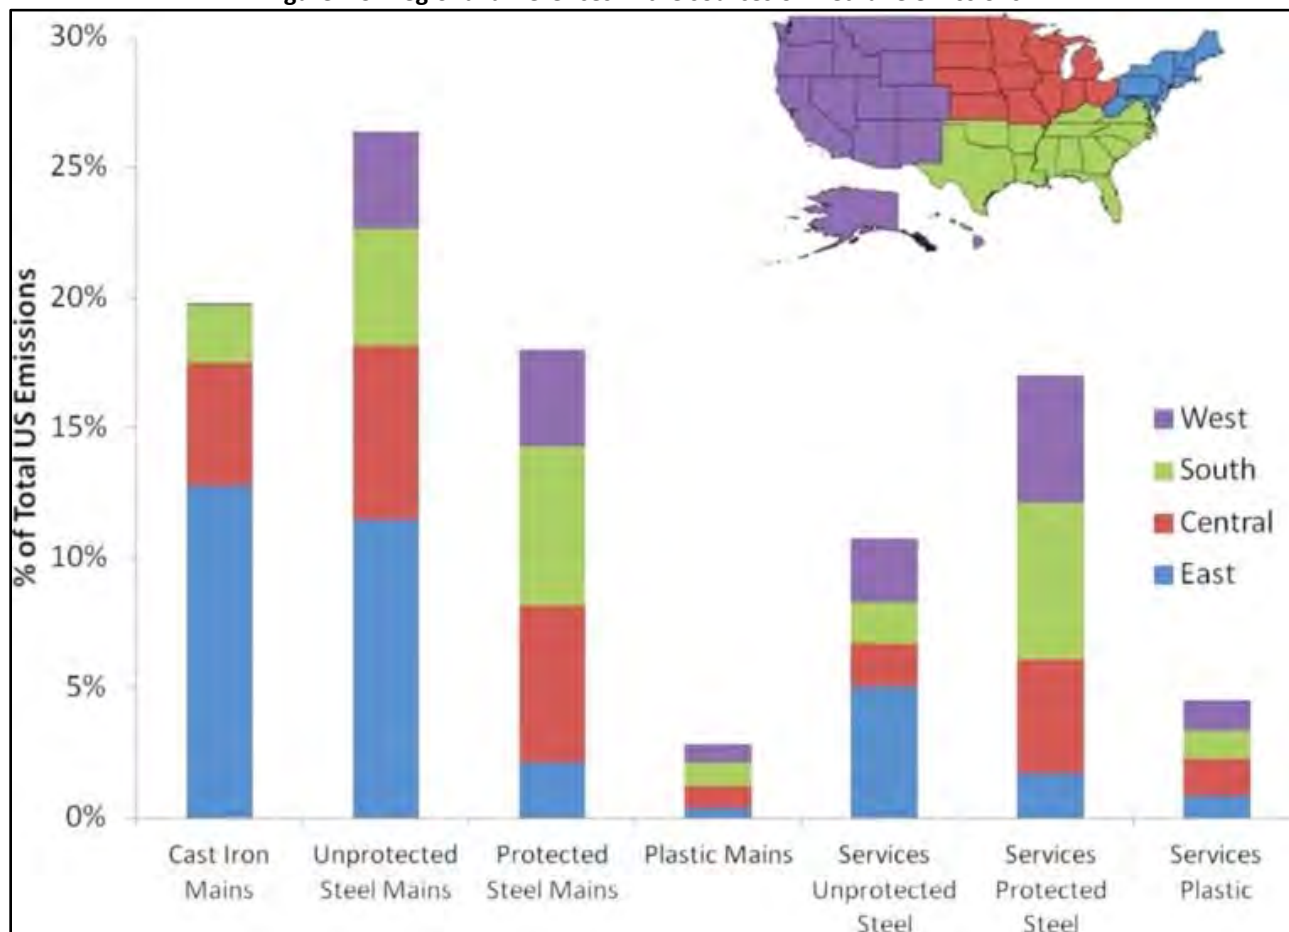 30%
25%
20%
15%
10%
5%
0%
% of Total US Emissions
West
South
Central
East
Cast Iron
Mains
Unprotected
Steel Mains
Protected
Steel Mains
Plastic Mains
Services
Unprotected
Steel
Services
Protected
Steel
Services
Plastic